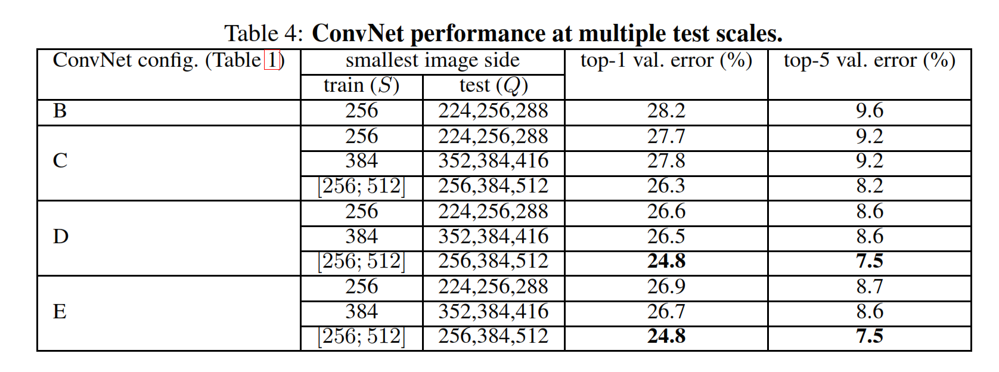 Table 4: ConvNet performance at multiple test scales.
ConvNet config. (Table 1) smallest image side top-1 val. error (%) top-5 val. error (%)
train (S) test (Q)
B 256 224,256,288 28.2 9.6
256 224,256,288 27.7 9.2
C 384 352,384,416 27.8 9.2
[256; 512] 256,384,512 26.3 8.2
256 224,256,288 26.6 8.6
D 384 352,384,416 26.5 8.6
[256; 512] 256,384,512 24.8 7.5
256 224,256,288 26.9 8.7
E 384 352,384,416 26.7 8.6
[256; 512] 256,384,512 24.8 7.5